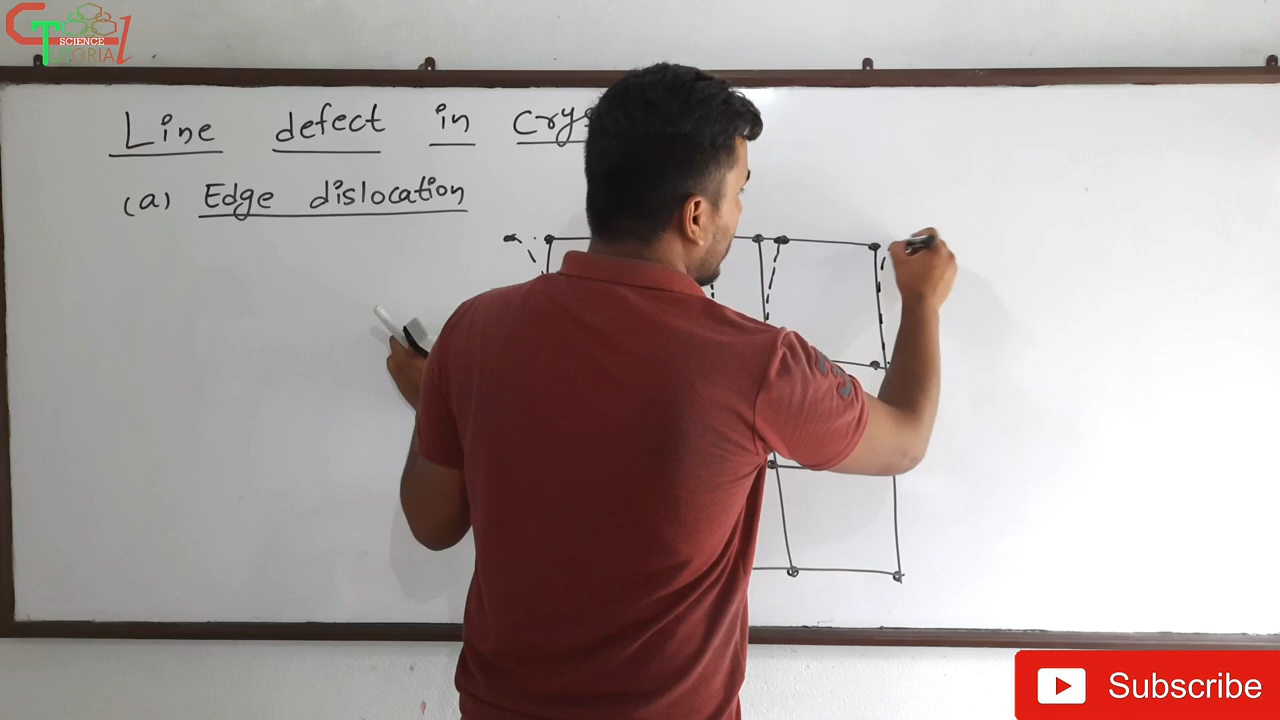 SCIENCE
TUTORIAL
Line defect in Crys
(a) Edge dislocation
Subscribe